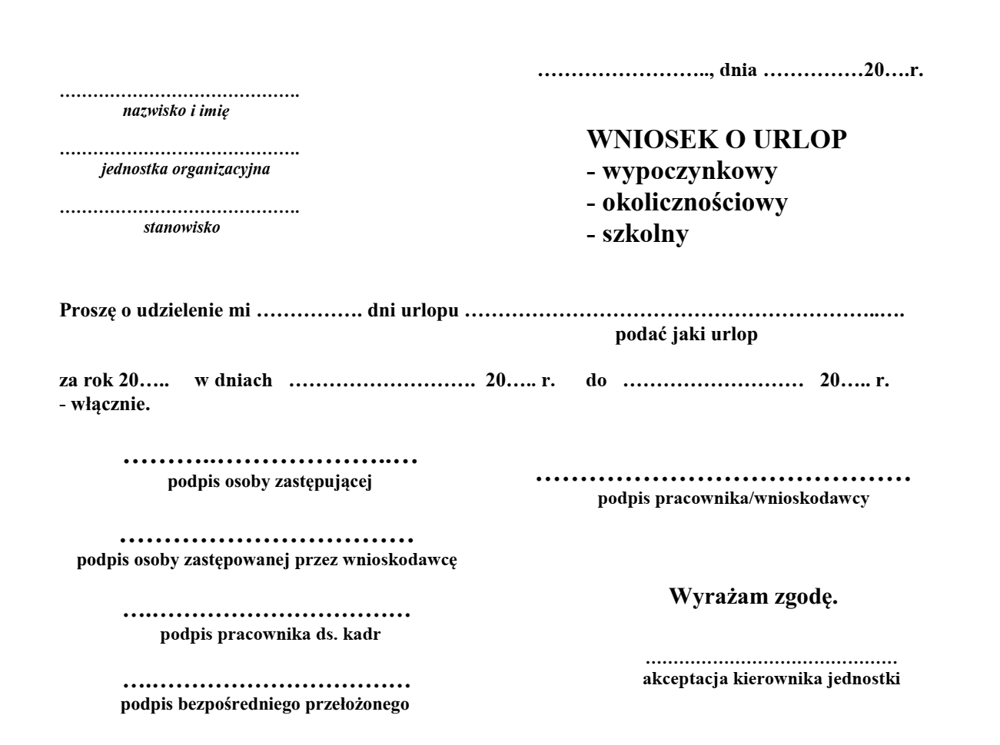 …………………….., dnia ……………20….r.
…………………………………….
nazwisko i imię
…………………………………….
jednostka organizacyjna
…………………………………….
stanowisko
WNIOSEK O URLOP
- wypoczynkowy
- okolicznościowy
- szkolny
Proszę o udzielenie mi ……………. dni urlopu ……………………………………………………..….
podać jaki urlop
za rok 20….. w dniach ………………………. 20….. r. do ……………………… 20….. r.
- włącznie.
………..…………………..…
podpis osoby zastępującej
……………………………………
podpis pracownika/wnioskodawcy
……………………………
podpis osoby zastępowanej przez wnioskodawcę
Wyrażam zgodę.
….……………………………
podpis pracownika ds. kadr
………………………………………
akceptacja kierownika jednostki
….……………………………
podpis bezpośredniego przełożonego